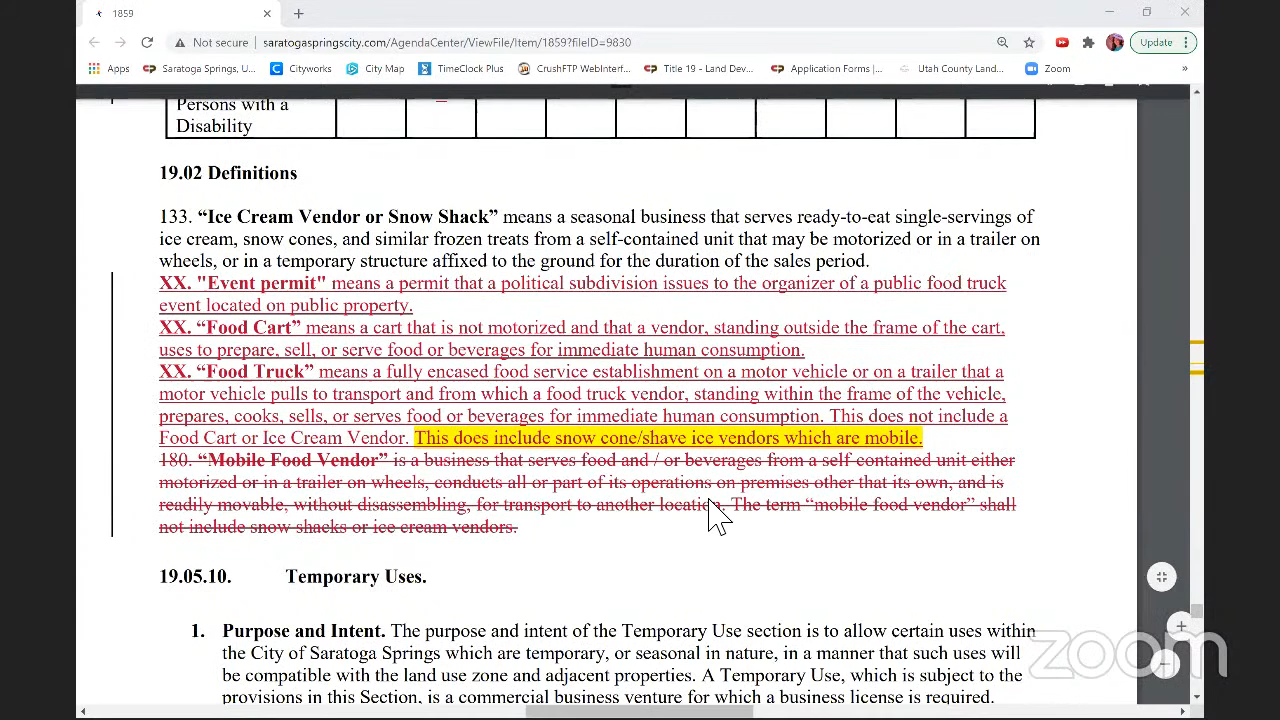 1859
Not secure
saratogaspringscity.com/AgendaCenter/ViewFile/Item/1859?fileID=9830
Update
Apps
Saratoga Springs, U...
Cityworks
City Map
TimeClock Plus
CrushFTP WebInterf...
Title 19 - Land Dev...
Application Forms |...
Utah County Land...
Zoom
»
Persons with a
Disability
19.02 Definitions
133. “Ice Cream Vendor or Snow Shack” means a seasonal business that serves ready-to-eat single-servings of
ice cream, snow cones, and similar frozen treats from a self-contained unit that may be motorized or in a trailer on
wheels, or in a temporary structure affixed to the ground for the duration of the sales period.
XX. "Event permit" means a permit that a political subdivision issues to the organizer of a public food truck
event located on public property.
XX. “Food Cart” means a cart that is not motorized and that a vendor, standing outside the frame of the cart,
uses to prepare, sell, or serve food or beverages for immediate human consumption.
XX. “Food Truck” means a fully encased food service establishment on a motor vehicle or on a trailer that a
motor vehicle pulls to transport and from which a food truck vendor, standing within the frame of the vehicle,
prepares, cooks, sells, or serves food or beverages for immediate human consumption. This does not include a
Food Cart or Ice Cream Vendor. This does include snow cone/shave ice vendors which are mobile.
180. “Mobile Food Vendor” is a business that serves food and / or beverages from a self-contained unit either
motorized or in a trailer on wheels, conducts all or part of its operations on premises other that its own, and is
readily movable, without disassembling, for transport to another location. The term “mobile food vendor” shall
not include snow shacks or ice cream vendors.
19.05.10. Temporary Uses.
1. Purpose and Intent. The purpose and intent of the Temporary Use section is to allow certain uses within
the City of Saratoga Springs which are temporary, or seasonal in nature, in a manner that such uses will
be compatible with the land use zone and adjacent properties. A Temporary Use, which is subject to the
provisions in this Section, is a commercial business venture for which a business license is required.
zoom